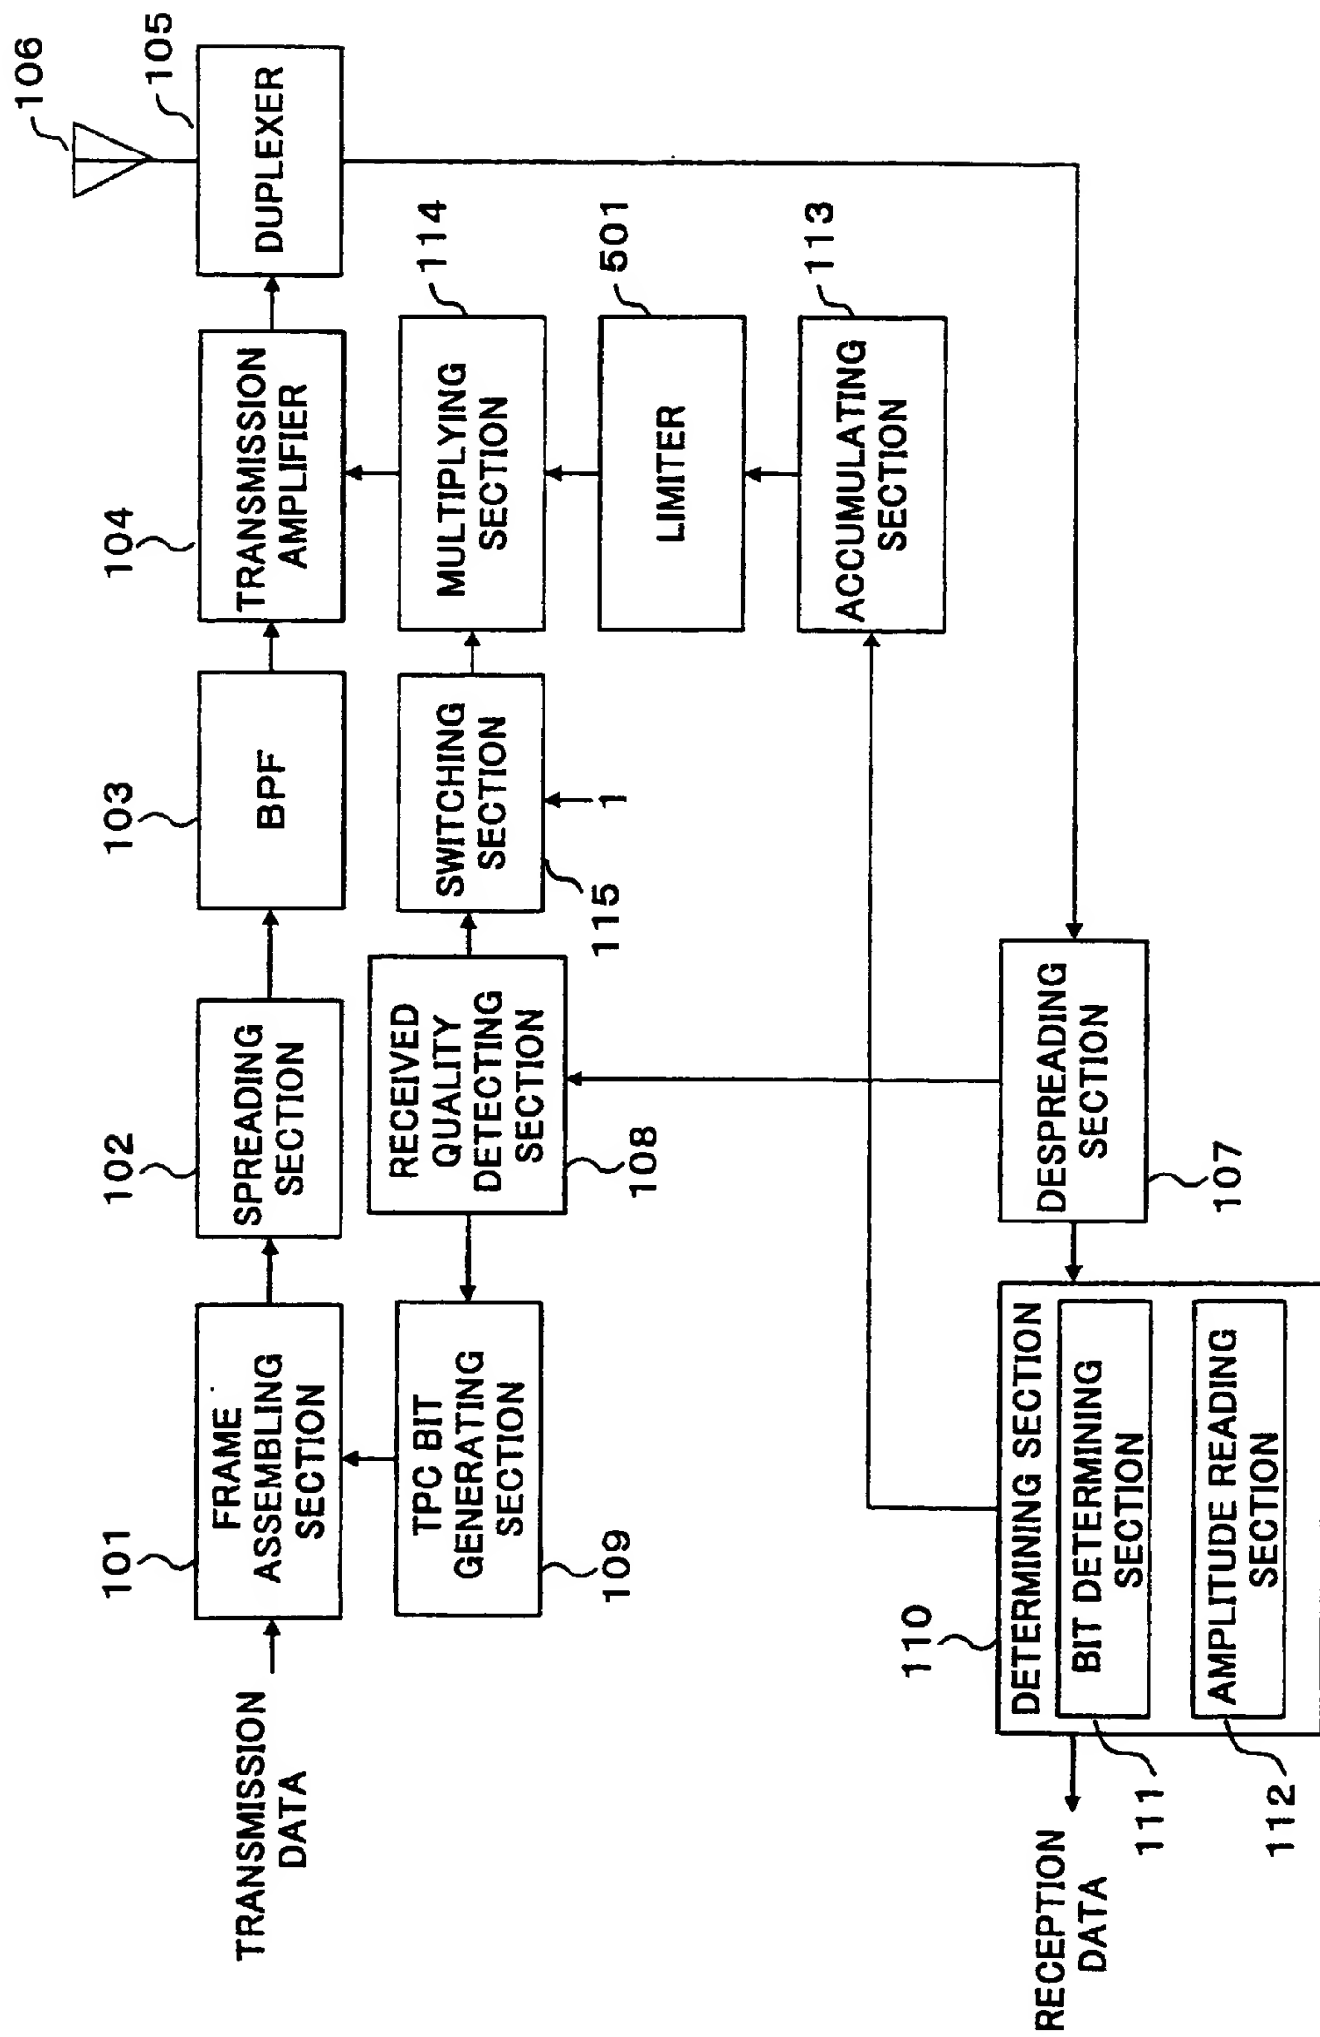 106
105
DUPLEXER
104
TRANSMISSION
AMPLIFIER
103
BPF
102
SPREADING
SECTION
101
FRAME
ASSEMBLING
SECTION
TRANSMISSION
DATA
114
MULTIPLYING
SECTION
SWITCHING
SECTION
115
1
RECEIVED
QUALITY
DETECTING
SECTION
108
TPC BIT
GENERATING
SECTION
109
501
LIMITER
113
ACCUMULATING
SECTION
DESPREADING
SECTION
107
110
DETERMINING SECTION
BIT DETERMINING
SECTION
111
AMPLITUDE READING
SECTION
112
RECEPTION
DATA